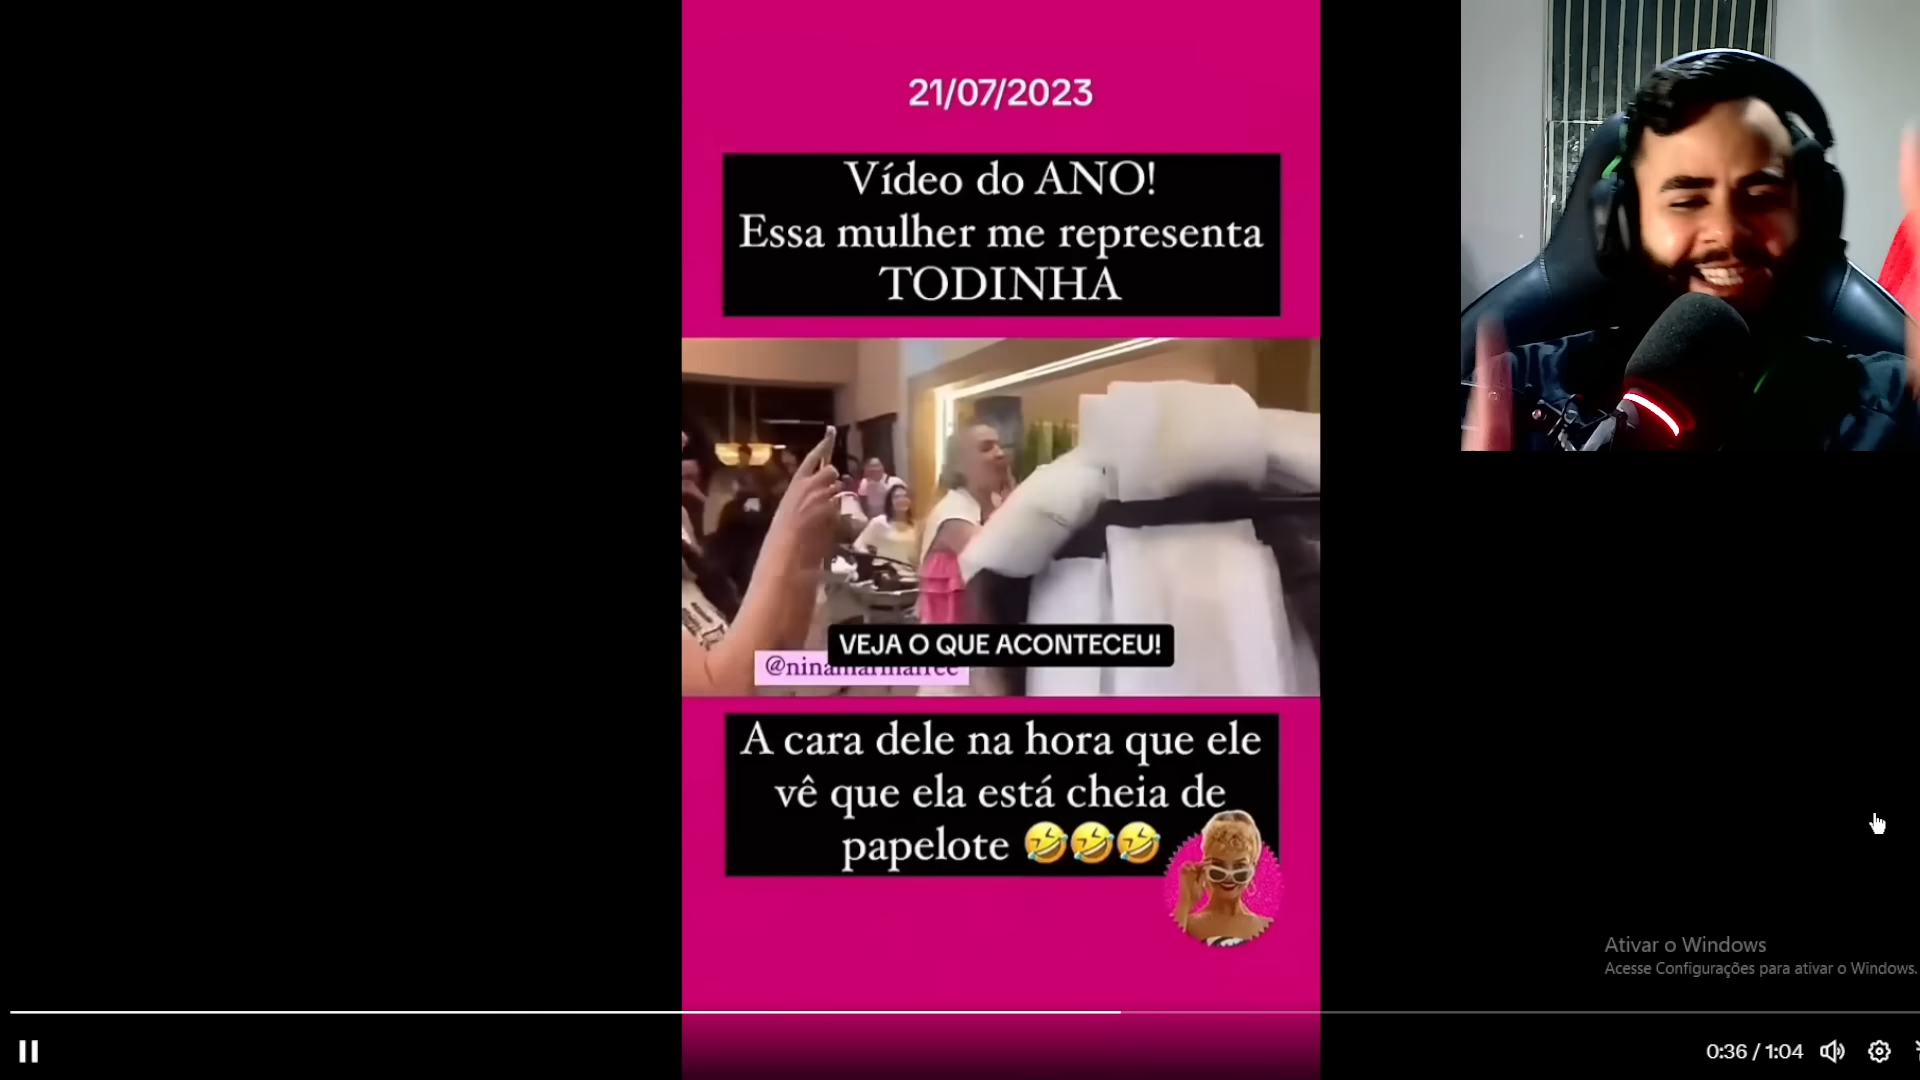 21/07/2023
Vídeo do ANO!
Essa mulher me representa
TODINHA
VEJA O QUE ACONTECEU!
A cara dele na hora que ele
vê que ela está cheia de
papelote 🤣🤣🤣
Ativar o Windows
Acesse Configurações para ativar o Windows.
0:36 / 1:04